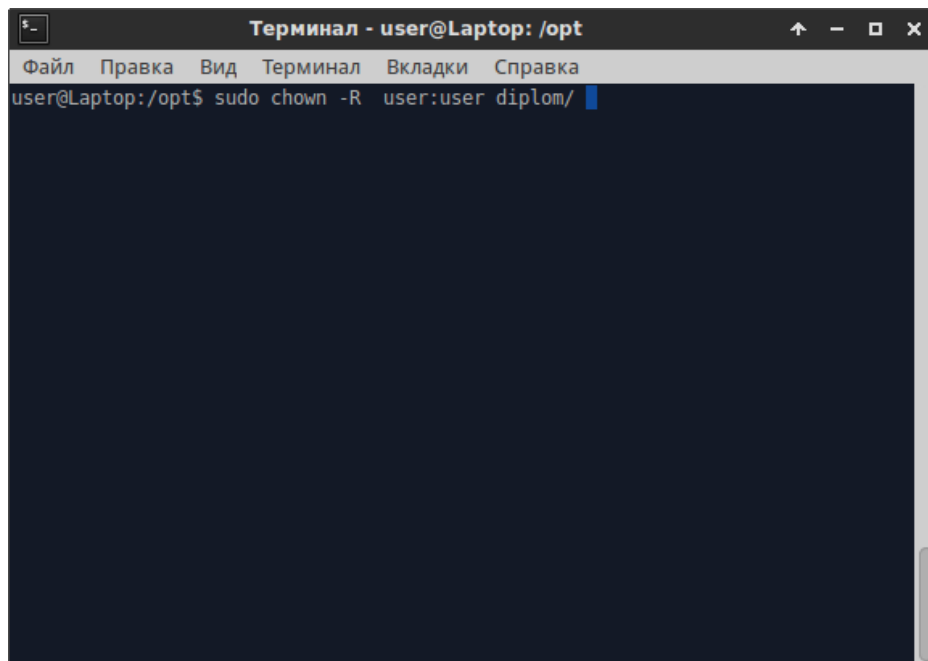 Терминал - user@Laptop: /opt
Файл Правка Вид Терминал Вкладки Справка
user@Laptop:/opt$ sudo chown -R  user:user diplom/